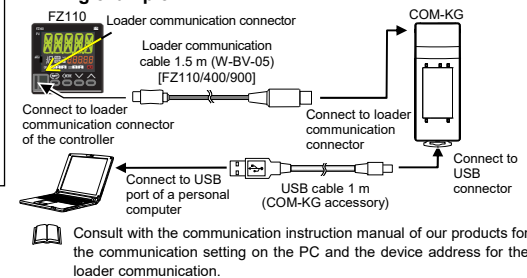 FZ110
Loader communication connector
COM-KG
Loader communication
cable 1.5 m (W-BV-05)
[FZ110/400/900]
Connect to loader
communication connector
of the controller
Connect to loader
communication
connector
Connect to USB
port of a personal
computer
USB cable 1 m
(COM-KG accessory)
Connect to
USB
connector
Consult with the communication instruction manual of our products for
the communication setting on the PC and the device address for the
loader communication.